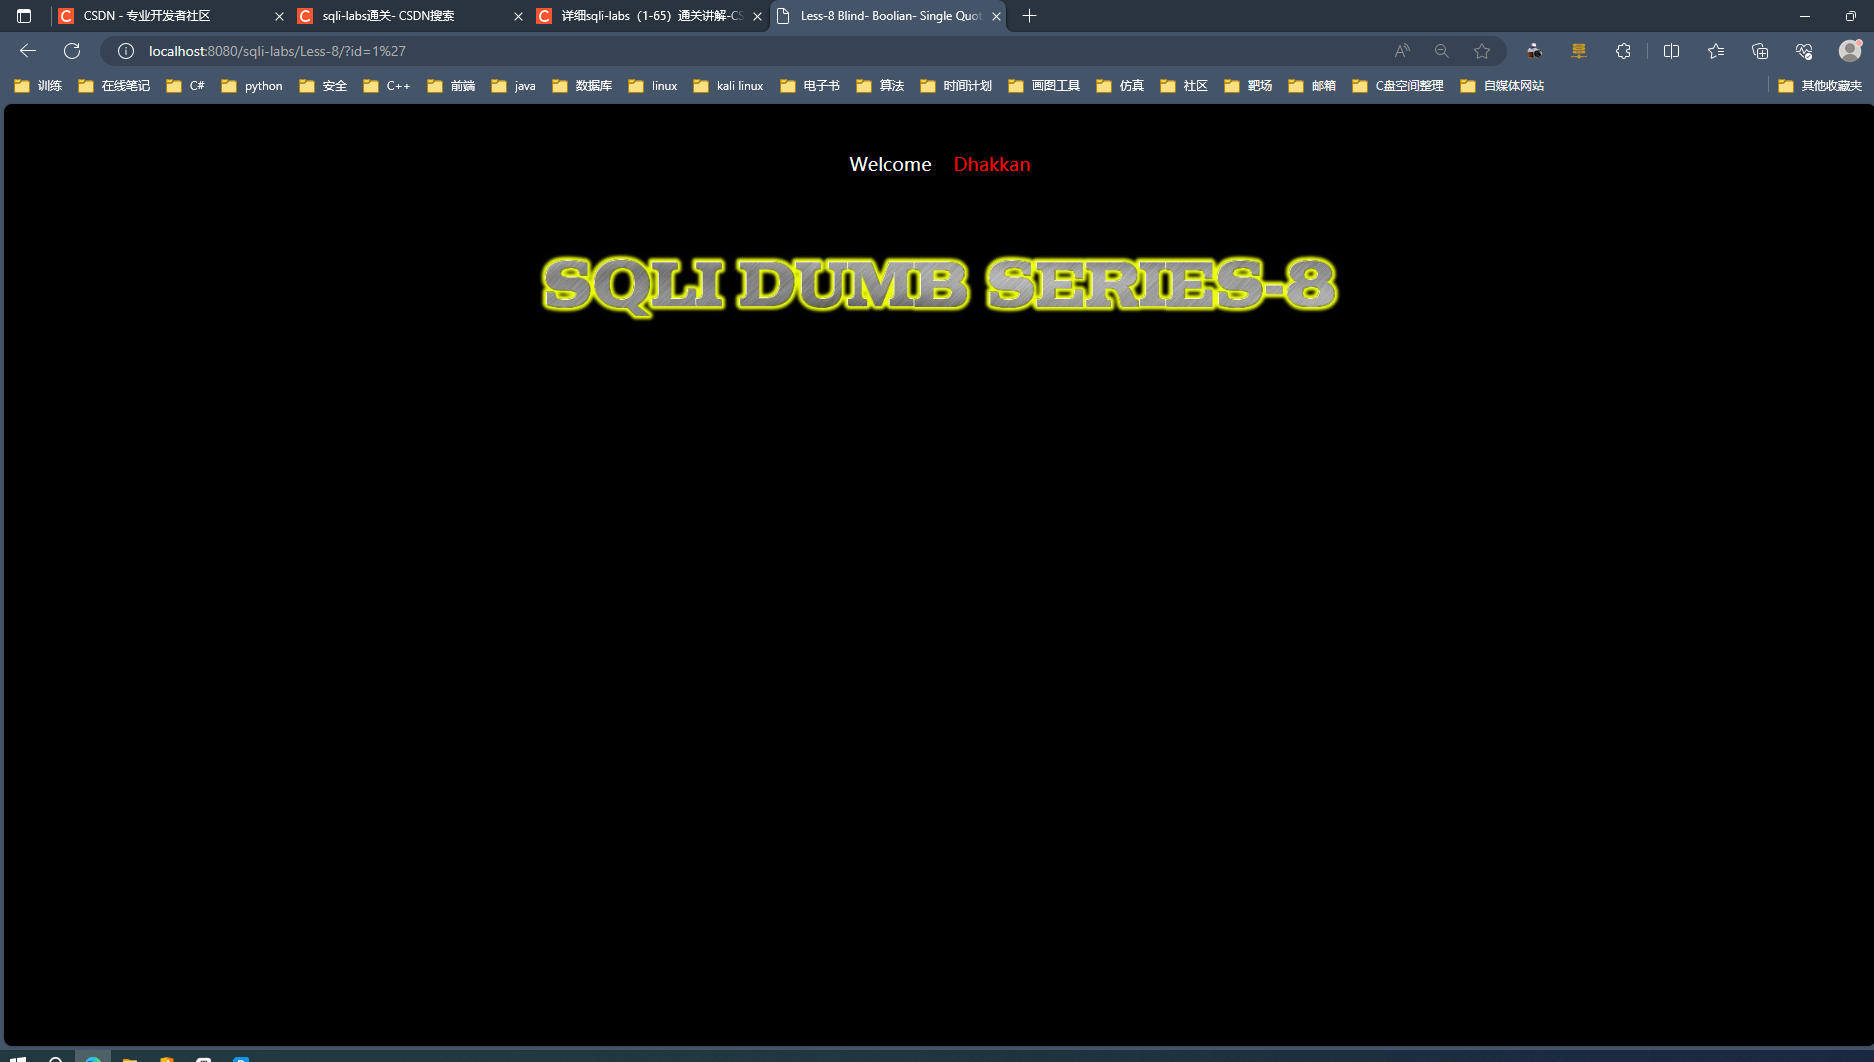 CSDN - 专业开发者社区
sqli-labs通关- CSDN搜索
详细sqli-labs（1-65）通关讲解-CS
Less-8 Blind- Boolian- Single Quot
localhost:8080/sqli-labs/Less-8/?id=1%27
训练
在线笔记
C#
python
安全
C++
前端
java
数据库
linux
kali linux
电子书
算法
时间计划
画图工具
仿真
社区
靶场
邮箱
C盘空间整理
自媒体网站
其他收藏夹
Welcome Dhakkan
SQLI DUMB SERIES-8